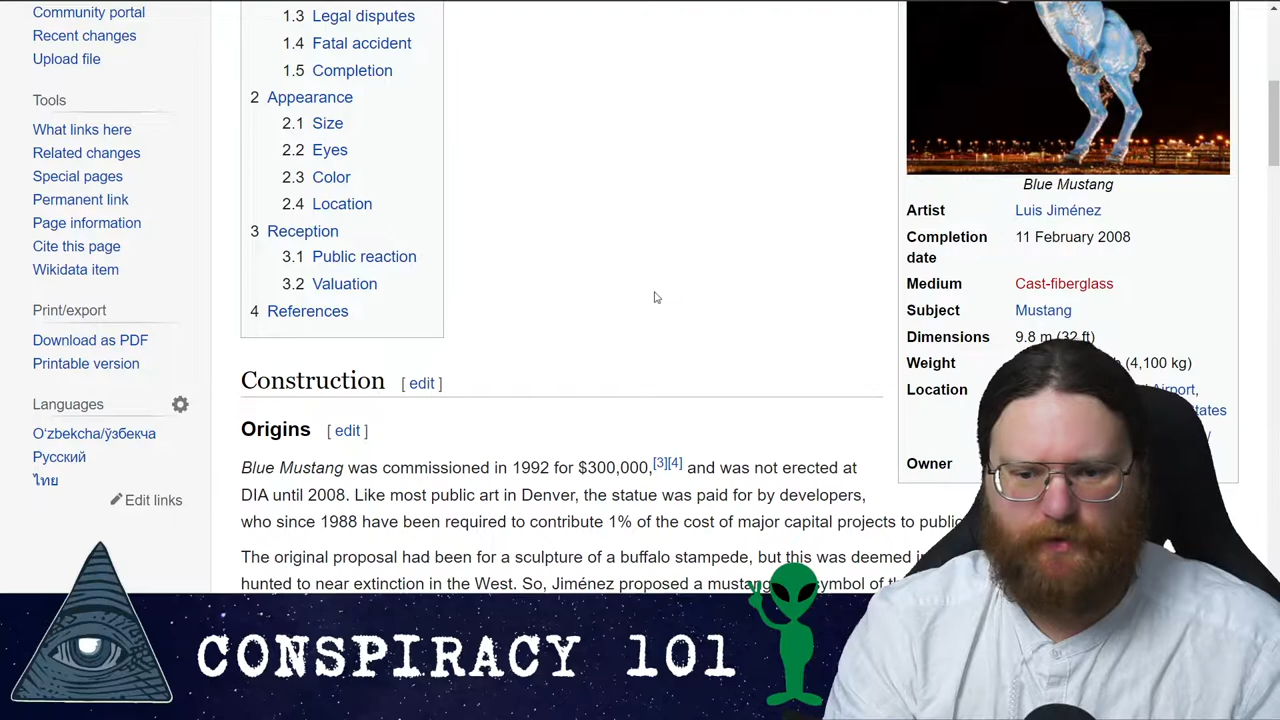 Community portal
Recent changes
Upload file
Tools
What links here
Related changes
Special pages
Permanent link
Page information
Cite this page
Wikidata item
Print/export
Download as PDF
Printable version
Languages
Oʻzbekcha/ўзбекча
Русский
ไทย
Edit links
1.3 Legal disputes
1.4 Fatal accident
1.5 Completion
2 Appearance
2.1 Size
2.2 Eyes
2.3 Color
2.4 Location
3 Reception
3.1 Public reaction
3.2 Valuation
4 References
Construction [ edit ]
Origins [ edit ]
Blue Mustang was commissioned in 1992 for $300,000,[3][4] and was not erected at
DIA until 2008. Like most public art in Denver, the statue was paid for by developers,
who since 1988 have been required to contribute 1% of the cost of major capital projects to
The original proposal had been for a sculpture of a buffalo stampede, but this was deemed
hunted to near extinction in the West. So, Jiménez proposed a mustang symbol of
Blue Mustang
Artist Luis Jiménez
Completion date 11 February 2008
Medium Cast-fiberglass
Subject Mustang
Dimensions 9.8 m (32 ft)
Weight (4,100 kg)
Location Airport,
Owner
CONSPIRACY 101